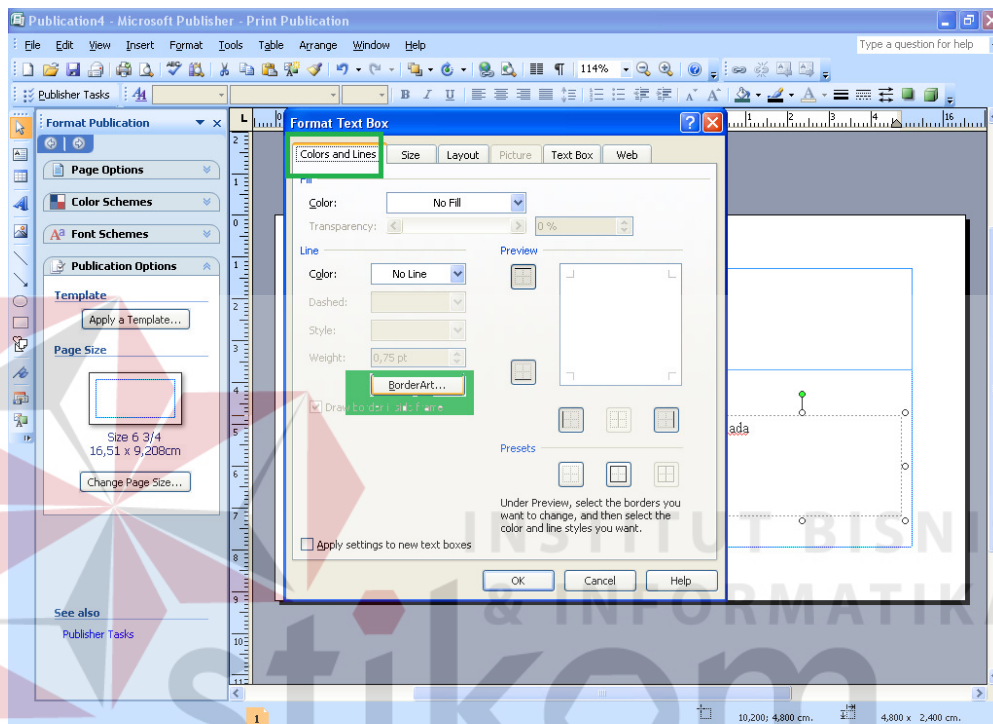 Publication4 - Microsoft Publisher - Print Publication
File Edit View Insert Format Tools Table Arrange Window Help
Type a question for help
114%
Publisher Tasks
Format Publication
Page Options
Color Schemes
Font Schemes
Publication Options
Template
Apply a Template...
Page Size
Size 6 3/4
16,51 x 9,208cm
Change Page Size...
See also
Publisher Tasks
Format Text Box
Colors and Lines Size Layout Picture Text Box Web
Fill
Color: No Fill
Transparency: 0 %
Line
Color: No Line
Dashed:
Style:
Weight: 0,75 pt
BorderArt...
Draw border inside frame
Preview
Presets
Under Preview, select the borders you
want to change, and then select the
color and line styles you want.
Apply settings to new text boxes
OK Cancel Help
ada
INSTITUT BISNI
& INFORMATIKA
stikom
1
10,200; 4,800 cm. 4,800 x 2,400 cm.